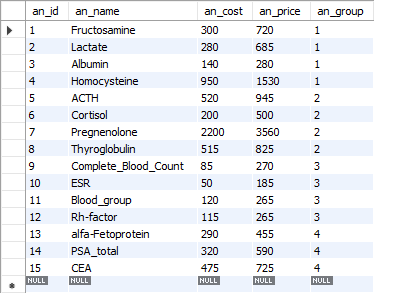 an_id an_name an_cost an_price an_group
1 Fructosamine 300 720 1
2 Lactate 280 685 1
3 Albumin 140 280 1
4 Homocysteine 950 1530 1
5 ACTH 520 945 2
6 Cortisol 200 500 2
7 Pregnenolone 2200 3560 2
8 Thyroglobulin 515 825 2
9 Complete_Blood_Count 85 270 3
10 ESR 50 185 3
11 Blood_group 120 265 3
12 Rh-factor 115 265 3
13 alfa-Fetoprotein 290 455 4
14 PSA_total 320 590 4
15 CEA 475 725 4
NULL NULL NULL NULL NULL